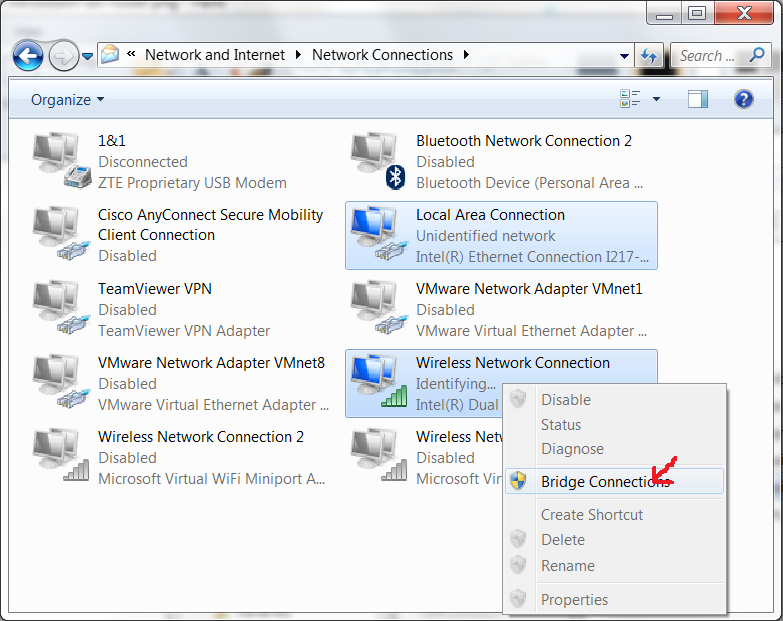 « Network and Internet Network Connections
Search ...
Organize
1&1
Disconnected
ZTE Proprietary USB Modem
Bluetooth Network Connection 2
Disabled
Bluetooth Device (Personal Area ...
Cisco AnyConnect Secure Mobility
Client Connection
Disabled
Local Area Connection
Unidentified network
Intel(R) Ethernet Connection I217-...
TeamViewer VPN
Disabled
TeamViewer VPN Adapter
VMware Network Adapter VMnet1
Disabled
VMware Virtual Ethernet Adapter ...
VMware Network Adapter VMnet8
Disabled
VMware Virtual Ethernet Adapter ...
Wireless Network Connection
Identifying...
Intel(R) Dual
Wireless Network Connection 2
Disabled
Microsoft Virtual WiFi Miniport A...
Wireless
Disabled
Microsoft
Disable
Status
Diagnose
Bridge Connections
Create Shortcut
Delete
Rename
Properties